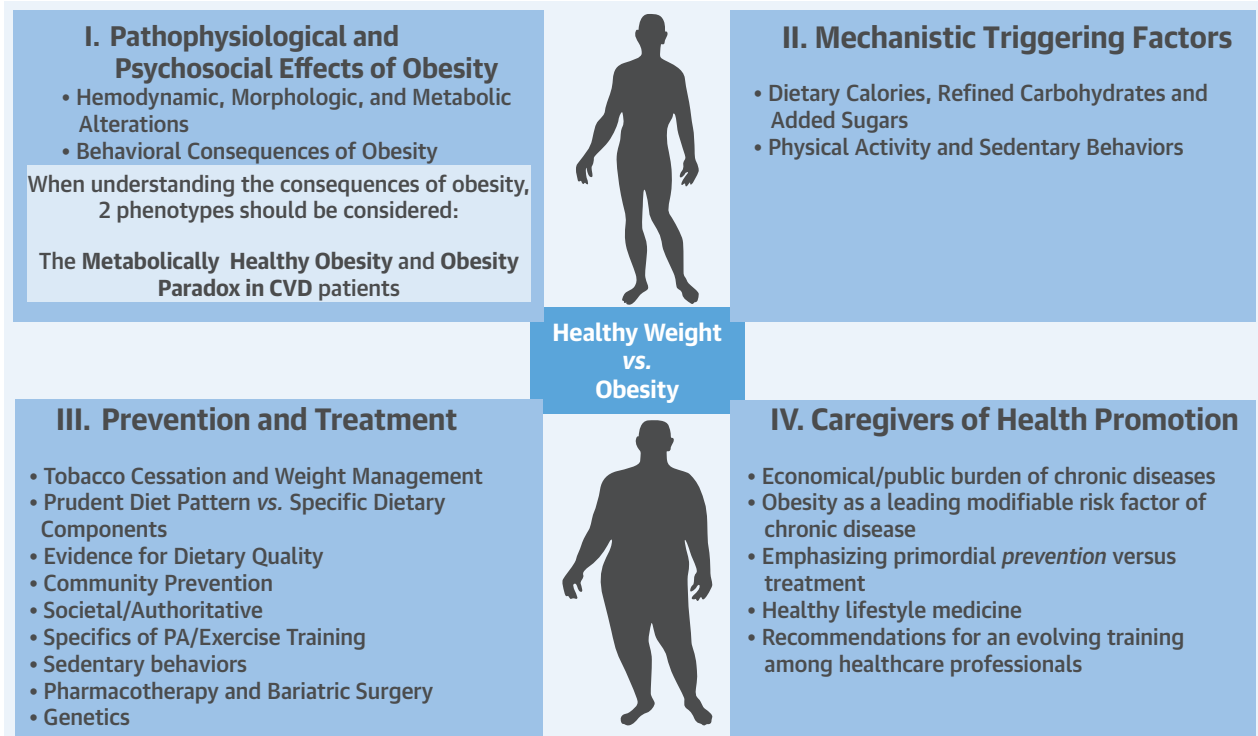 I. Pathophysiological and
Psychosocial Effects of Obesity
• Hemodynamic, Morphologic, and Metabolic
Alterations
• Behavioral Consequences of Obesity
When understanding the consequences of obesity,
2 phenotypes should be considered:
The Metabolically Healthy Obesity and Obesity
Paradox in CVD patients
II. Mechanistic Triggering Factors
• Dietary Calories, Refined Carbohydrates and
Added Sugars
• Physical Activity and Sedentary Behaviors
Healthy Weight
vs.
Obesity
III. Prevention and Treatment
• Tobacco Cessation and Weight Management
• Prudent Diet Pattern vs. Specific Dietary
Components
• Evidence for Dietary Quality
• Community Prevention
• Societal/Authoritative
• Specifics of PA/Exercise Training
• Sedentary behaviors
• Pharmacotherapy and Bariatric Surgery
• Genetics
IV. Caregivers of Health Promotion
• Economical/public burden of chronic diseases
• Obesity as a leading modifiable risk factor of
chronic disease
• Emphasizing primordial prevention versus
treatment
• Healthy lifestyle medicine
• Recommendations for an evolving training
among healthcare professionals